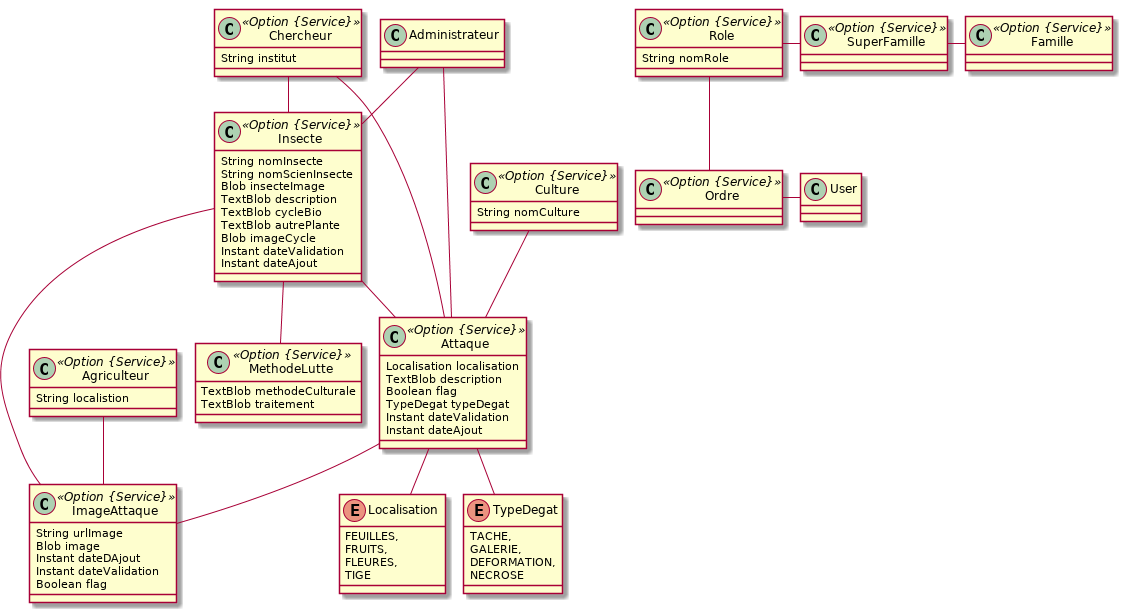 C «Option {Service}»
Chercheur
String institut
C Administrateur
C «Option {Service}»
Role
String nomRole
C «Option {Service}»
SuperFamille
C «Option {Service}»
Famille
C «Option {Service}»
Insecte
String nomInsecte
String nomScienInsecte
Blob insecteImage
TextBlob description
TextBlob cycleBio
TextBlob autrePlante
Blob imageCycle
Instant dateValidation
Instant dateAjout
C «Option {Service}»
Culture
String nomCulture
C «Option {Service}»
Ordre
C User
C «Option {Service}»
Agriculteur
String localistion
C «Option {Service}»
MethodeLutte
TextBlob methodeCulturale
TextBlob traitement
C «Option {Service}»
Attaque
Localisation localisation
TextBlob description
Boolean flag
TypeDegat typeDegat
Instant dateValidation
Instant dateAjout
C «Option {Service}»
ImageAttaque
String urlImage
Blob image
Instant dateDAjout
Instant dateValidation
Boolean flag
E Localisation
FEUILLES,
FRUITS,
FLEURES,
TIGE
E TypeDegat
TACHE,
GALERIE,
DEFORMATION,
NECROSE